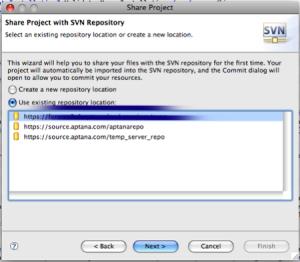 Share Project
Share Project with SVN Repository
Select an existing repository location or create a new location.
SVN
This wizard will help you to share your files with the SVN repository for the first time. Your
project will automatically be imported into the SVN repository, and the Commit dialog will
open to allow you to commit your resources.
Create a new repository location
Use existing repository location:
https://source.aptana.com/aptanarepo
https://source.aptana.com/temp_server_repo
?
< Back
Next >
Cancel
Finish